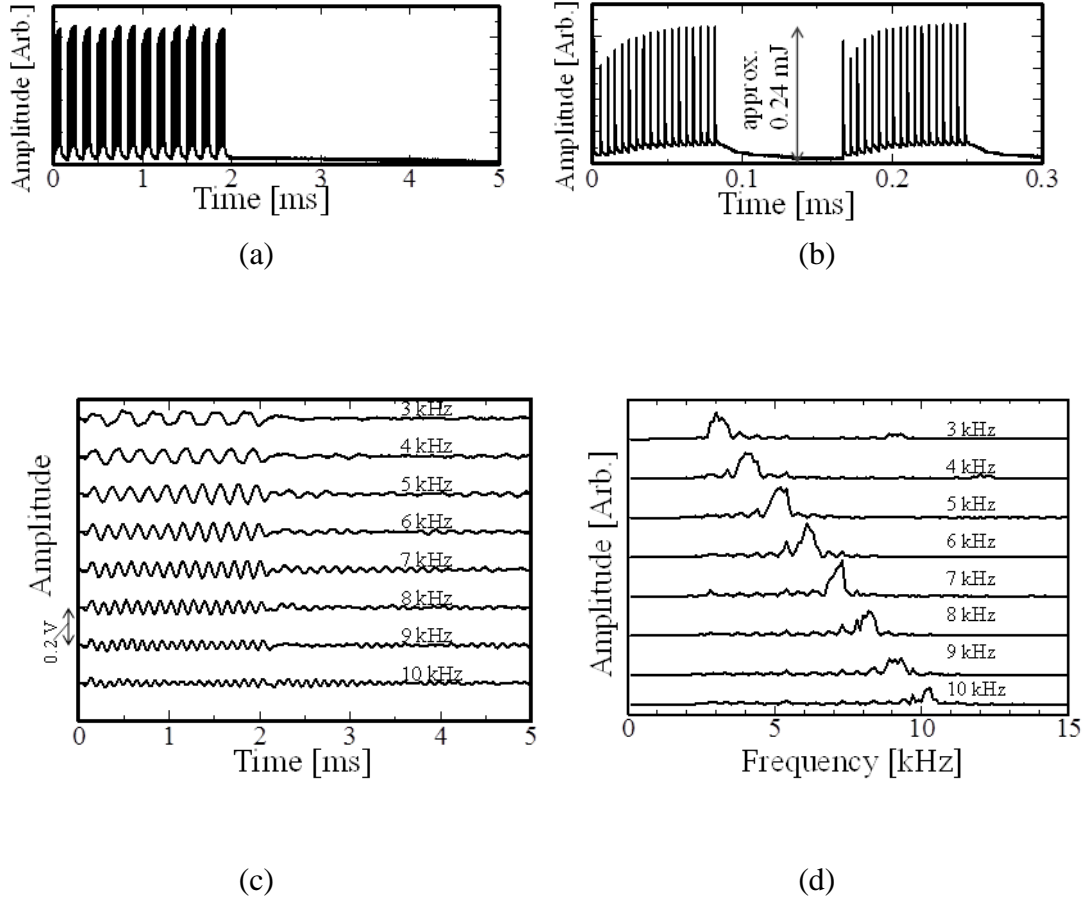 Amplitude [Arb.]
0 1 2 3 4 5
Time [ms]
(a)
Amplitude [Arb.]
approx.
0.24 mJ
0 0.1 0.2 0.3
Time [ms]
(b)
Amplitude
0.2 V
3 kHz
4 kHz
5 kHz
6 kHz
7 kHz
8 kHz
9 kHz
10 kHz
0 1 2 3 4 5
Time [ms]
(c)
Amplitude [Arb.]
3 kHz
4 kHz
5 kHz
6 kHz
7 kHz
8 kHz
9 kHz
10 kHz
0 5 10 15
Frequency [kHz]
(d)